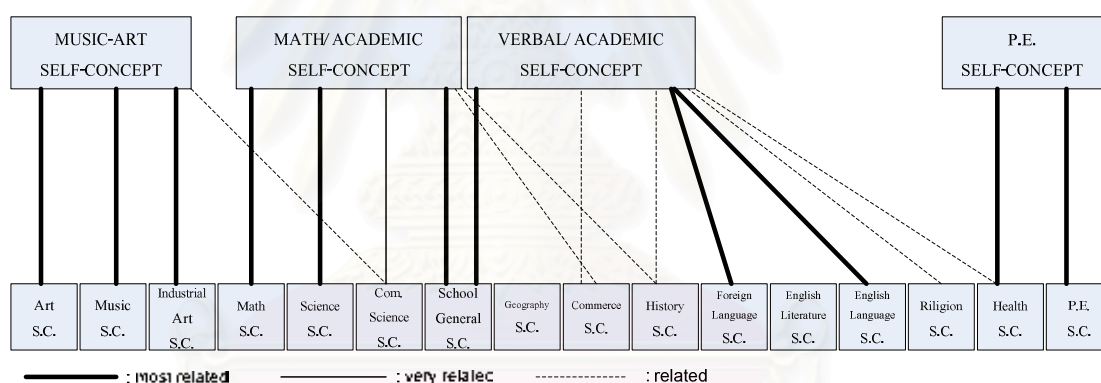 MUSIC-ART
SELF-CONCEPT
MATH/ ACADEMIC
SELF-CONCEPT
VERBAL/ ACADEMIC
SELF-CONCEPT
P.E.
SELF-CONCEPT
Art
S.C.
Music
S.C.
Industrial
Art
S.C.
Math
S.C.
Science
S.C.
Com.
Science
S.C.
School
General
S.C.
Geography
S.C.
Commerce
S.C.
History
S.C.
Foreign
Language
S.C.
English
Literature
S.C.
English
Language
S.C.
Riligion
S.C.
Health
S.C.
P.E.
S.C.
: most related
: very relatec
: related